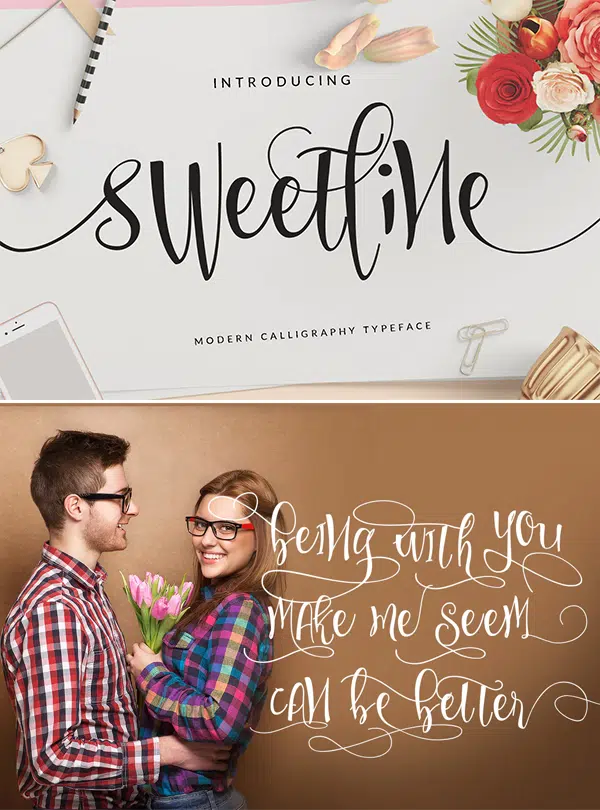 INTRODUCING
sweetline
MODERN CALLIGRAPHY TYPEFACE
being with you
make me seem
can be better